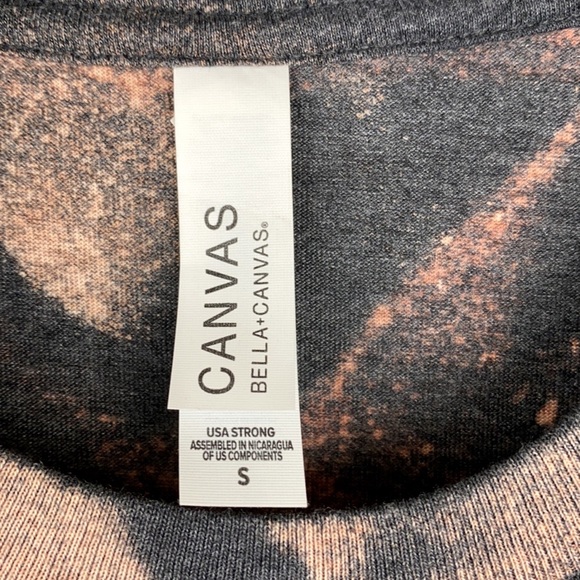 CANVAS
BELLA+CANVAS®
USA STRONG
ASSEMBLED IN NICARAGUA
OF US COMPONENTS
S